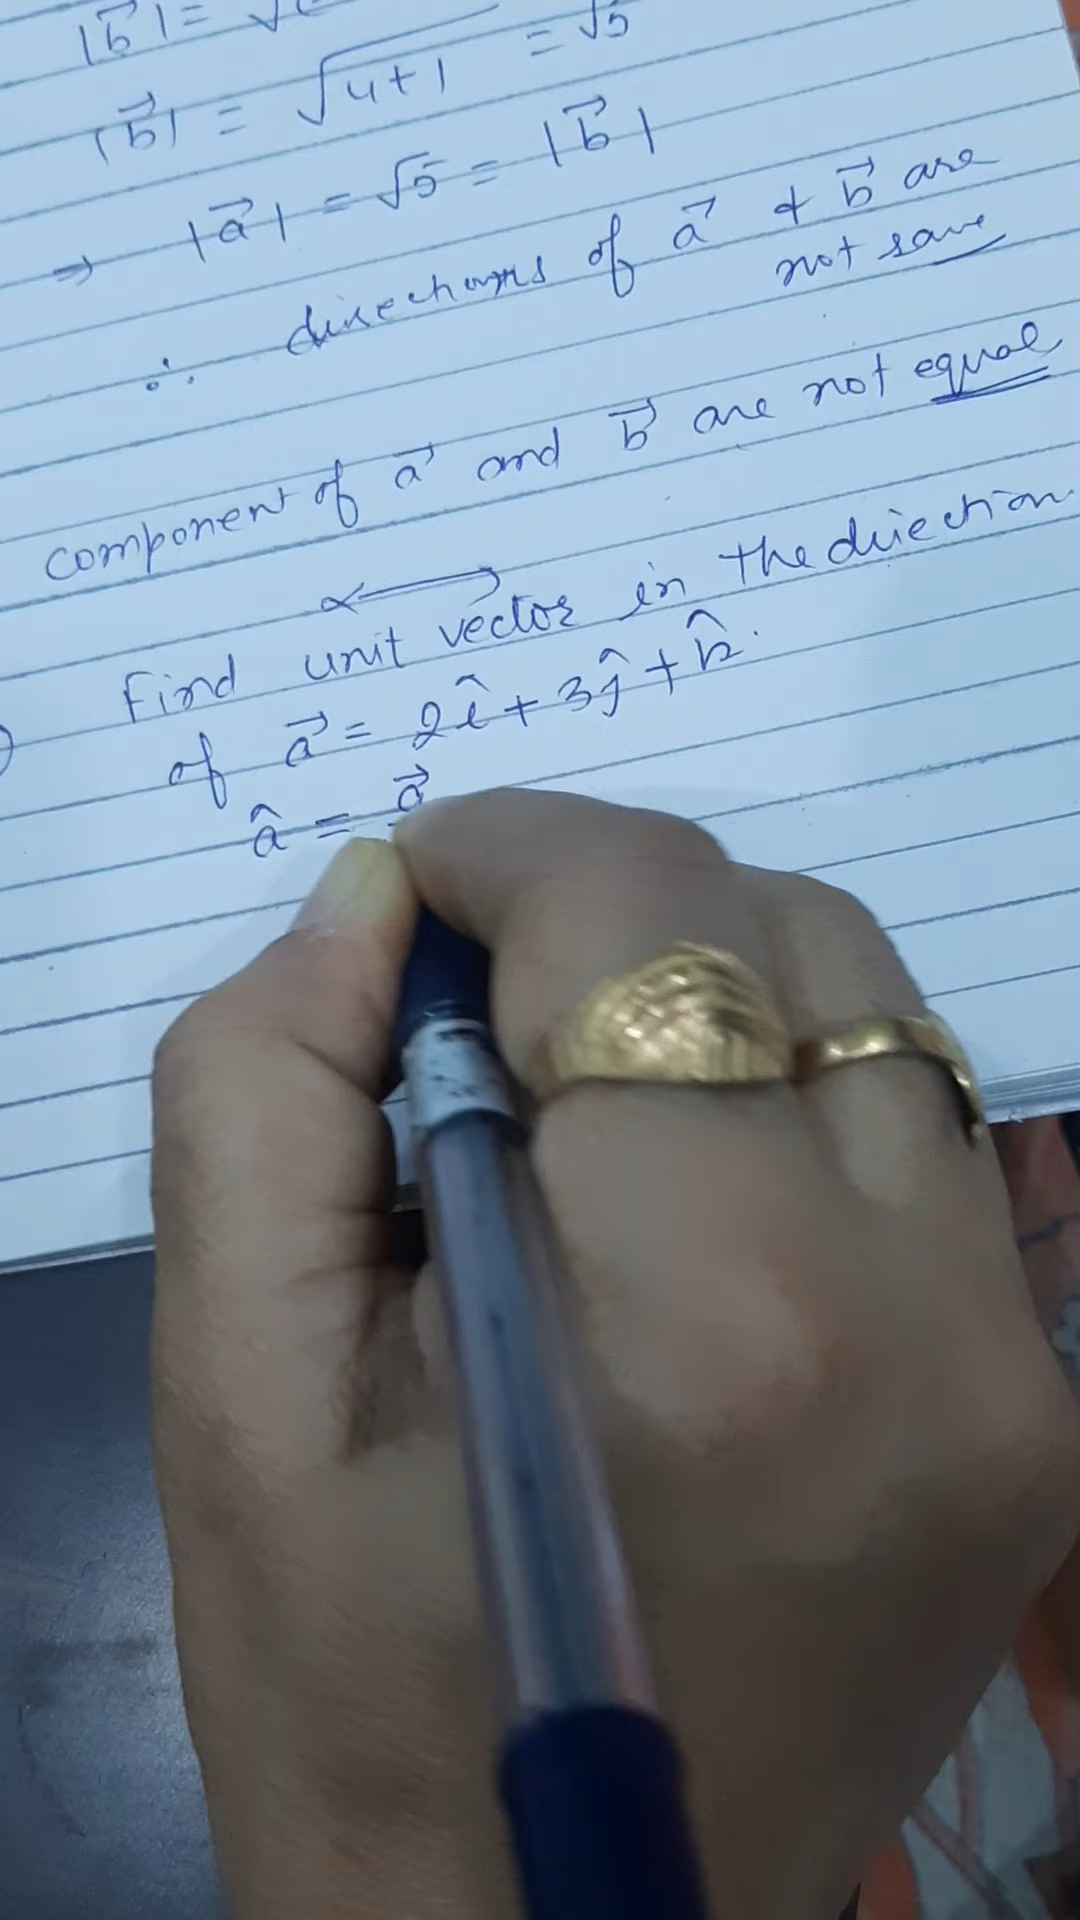 |b⃗| = √
|b⃗| = √4+1 = √5
⇒ |a⃗| = √5 = |b⃗|
∴ directions of a⃗ & b⃗ are
not same
component of a⃗ and b⃗ are not equal
Find unit vector in the direction
of a⃗ = 2î + 3ĵ + k̂.
â = a⃗